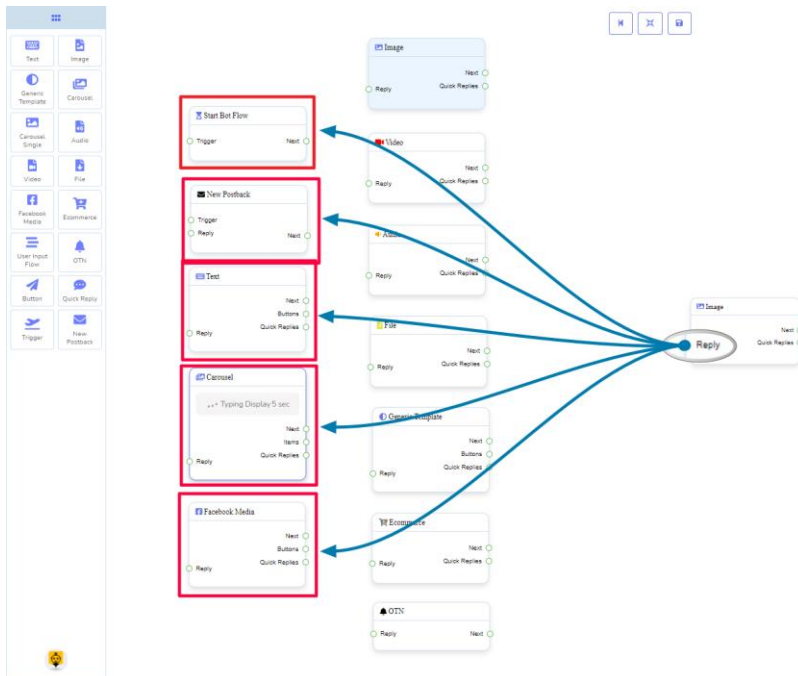 Text
Image
Generic
Template
Carousel
Carousel
Single
Audio
Video
File
Facebook
Media
Ecommerce
User Input
Flow
OTN
Button
Quick Reply
Trigger
New
Postback
Start Bot Flow
Trigger
Next
New Postback
Trigger
Reply
Next
Text
Next
Buttons
Quick Replies
Reply
Carousel
Typing Display 5 sec
Next
Items
Quick Replies
Reply
Facebook Media
Next
Buttons
Quick Replies
Reply
Image
Next
Quick Replies
Reply
Video
Next
Quick Replies
Reply
Audio
Next
Quick Replies
Reply
File
Next
Quick Replies
Reply
Generic Template
Next
Buttons
Quick Replies
Reply
Ecommerce
Next
Quick Replies
Reply
OTN
Reply
Next
Image
Next
Reply
Quick Replies